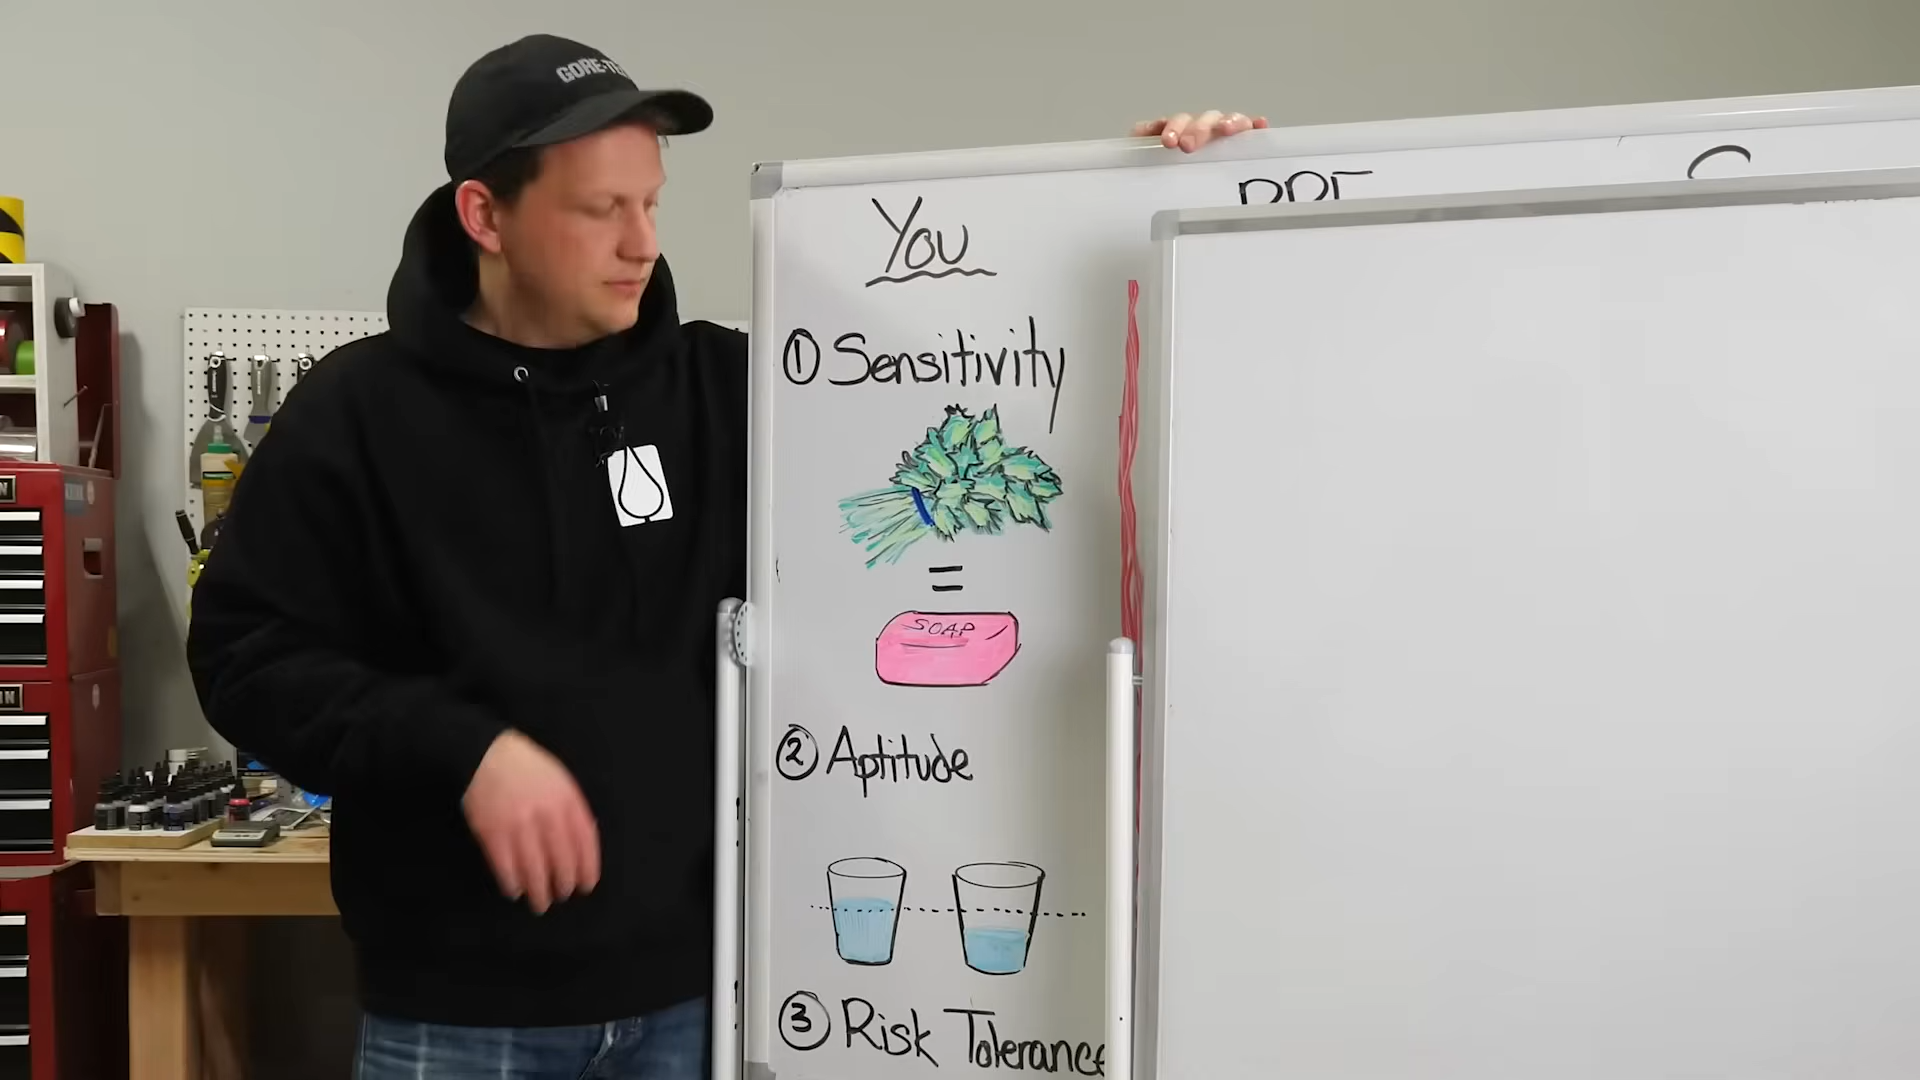 GORE-TEX
You
① Sensitivity
=
SOAP
② Aptitude
③ Risk Tolerance